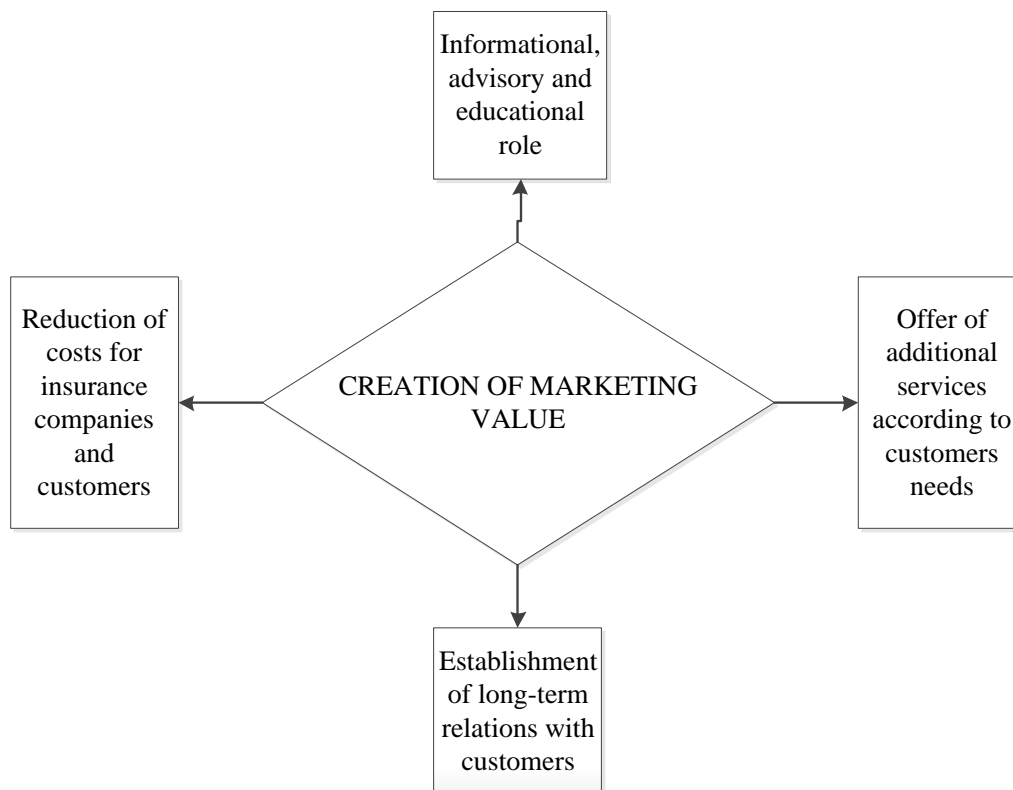 Informational,
advisory and
educational
role
Reduction of
costs for
insurance
companies
and
customers
CREATION OF MARKETING
VALUE
Offer of
additional
services
according to
customers
needs
Establishment
of long-term
relations with
customers